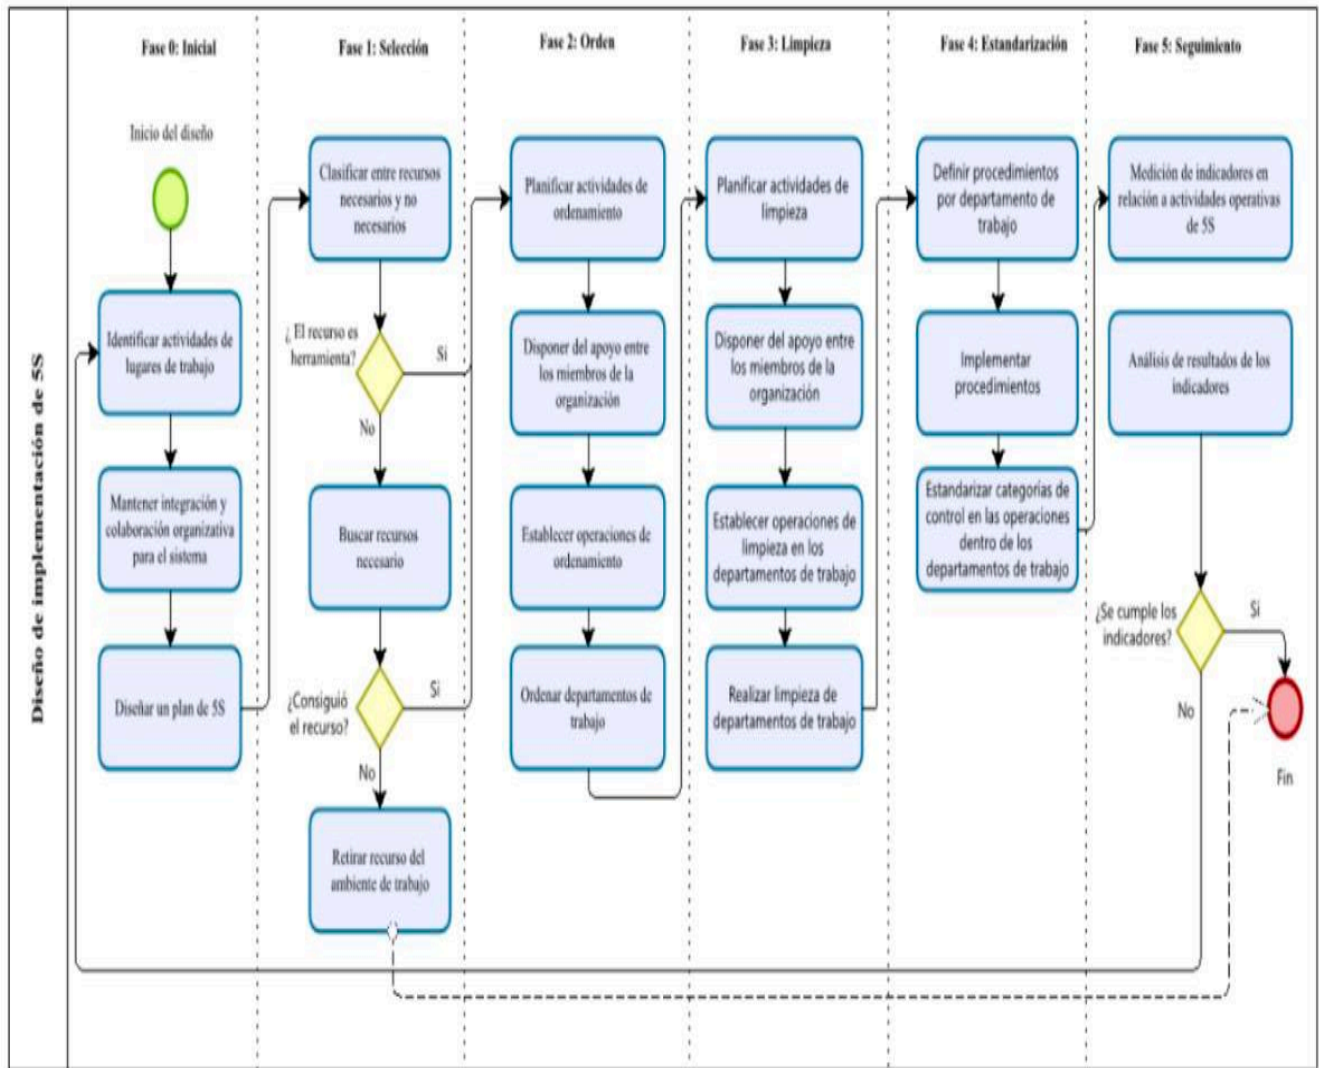 Diseño de implementación de 5S
Fase 0: Inicial
Inicio del diseño
Identificar actividades de
lugares de trabajo
Mantener integración y
colaboración organizativa
para el sistema
Diseñar un plan de 5S
Fase 1: Selección
Clasificar entre recursos
necesarios y no
necesarios
¿ El recurso es
herramienta?
Si
No
Buscar recursos
necesario
¿Consiguió
el recurso?
Si
No
Retirar recurso del
ambiente de trabajo
Fase 2: Orden
Planificar actividades de
ordenamiento
Disponer del apoyo entre
los miembros de la
organización
Establecer operaciones de
ordenamiento
Ordenar departamentos de
trabajo
Fase 3: Limpieza
Planificar actividades de
limpieza
Disponer del apoyo entre
los miembros de la
organización
Establecer operaciones de
limpieza en los
departamentos de trabajo
Realizar limpieza de
departamentos de trabajo
Fase 4: Estandarización
Definir procedimientos
por departamento de
trabajo
Implementar
procedimientos
Estandarizar categorías de
control en las operaciones
dentro de los
departamentos de trabajo
Fase 5: Seguimiento
Medición de indicadores en
relación a actividades operativas
de 5S
Análisis de resultados de los
indicadores
¿Se cumple los
indicadores?
Si
No
Fin